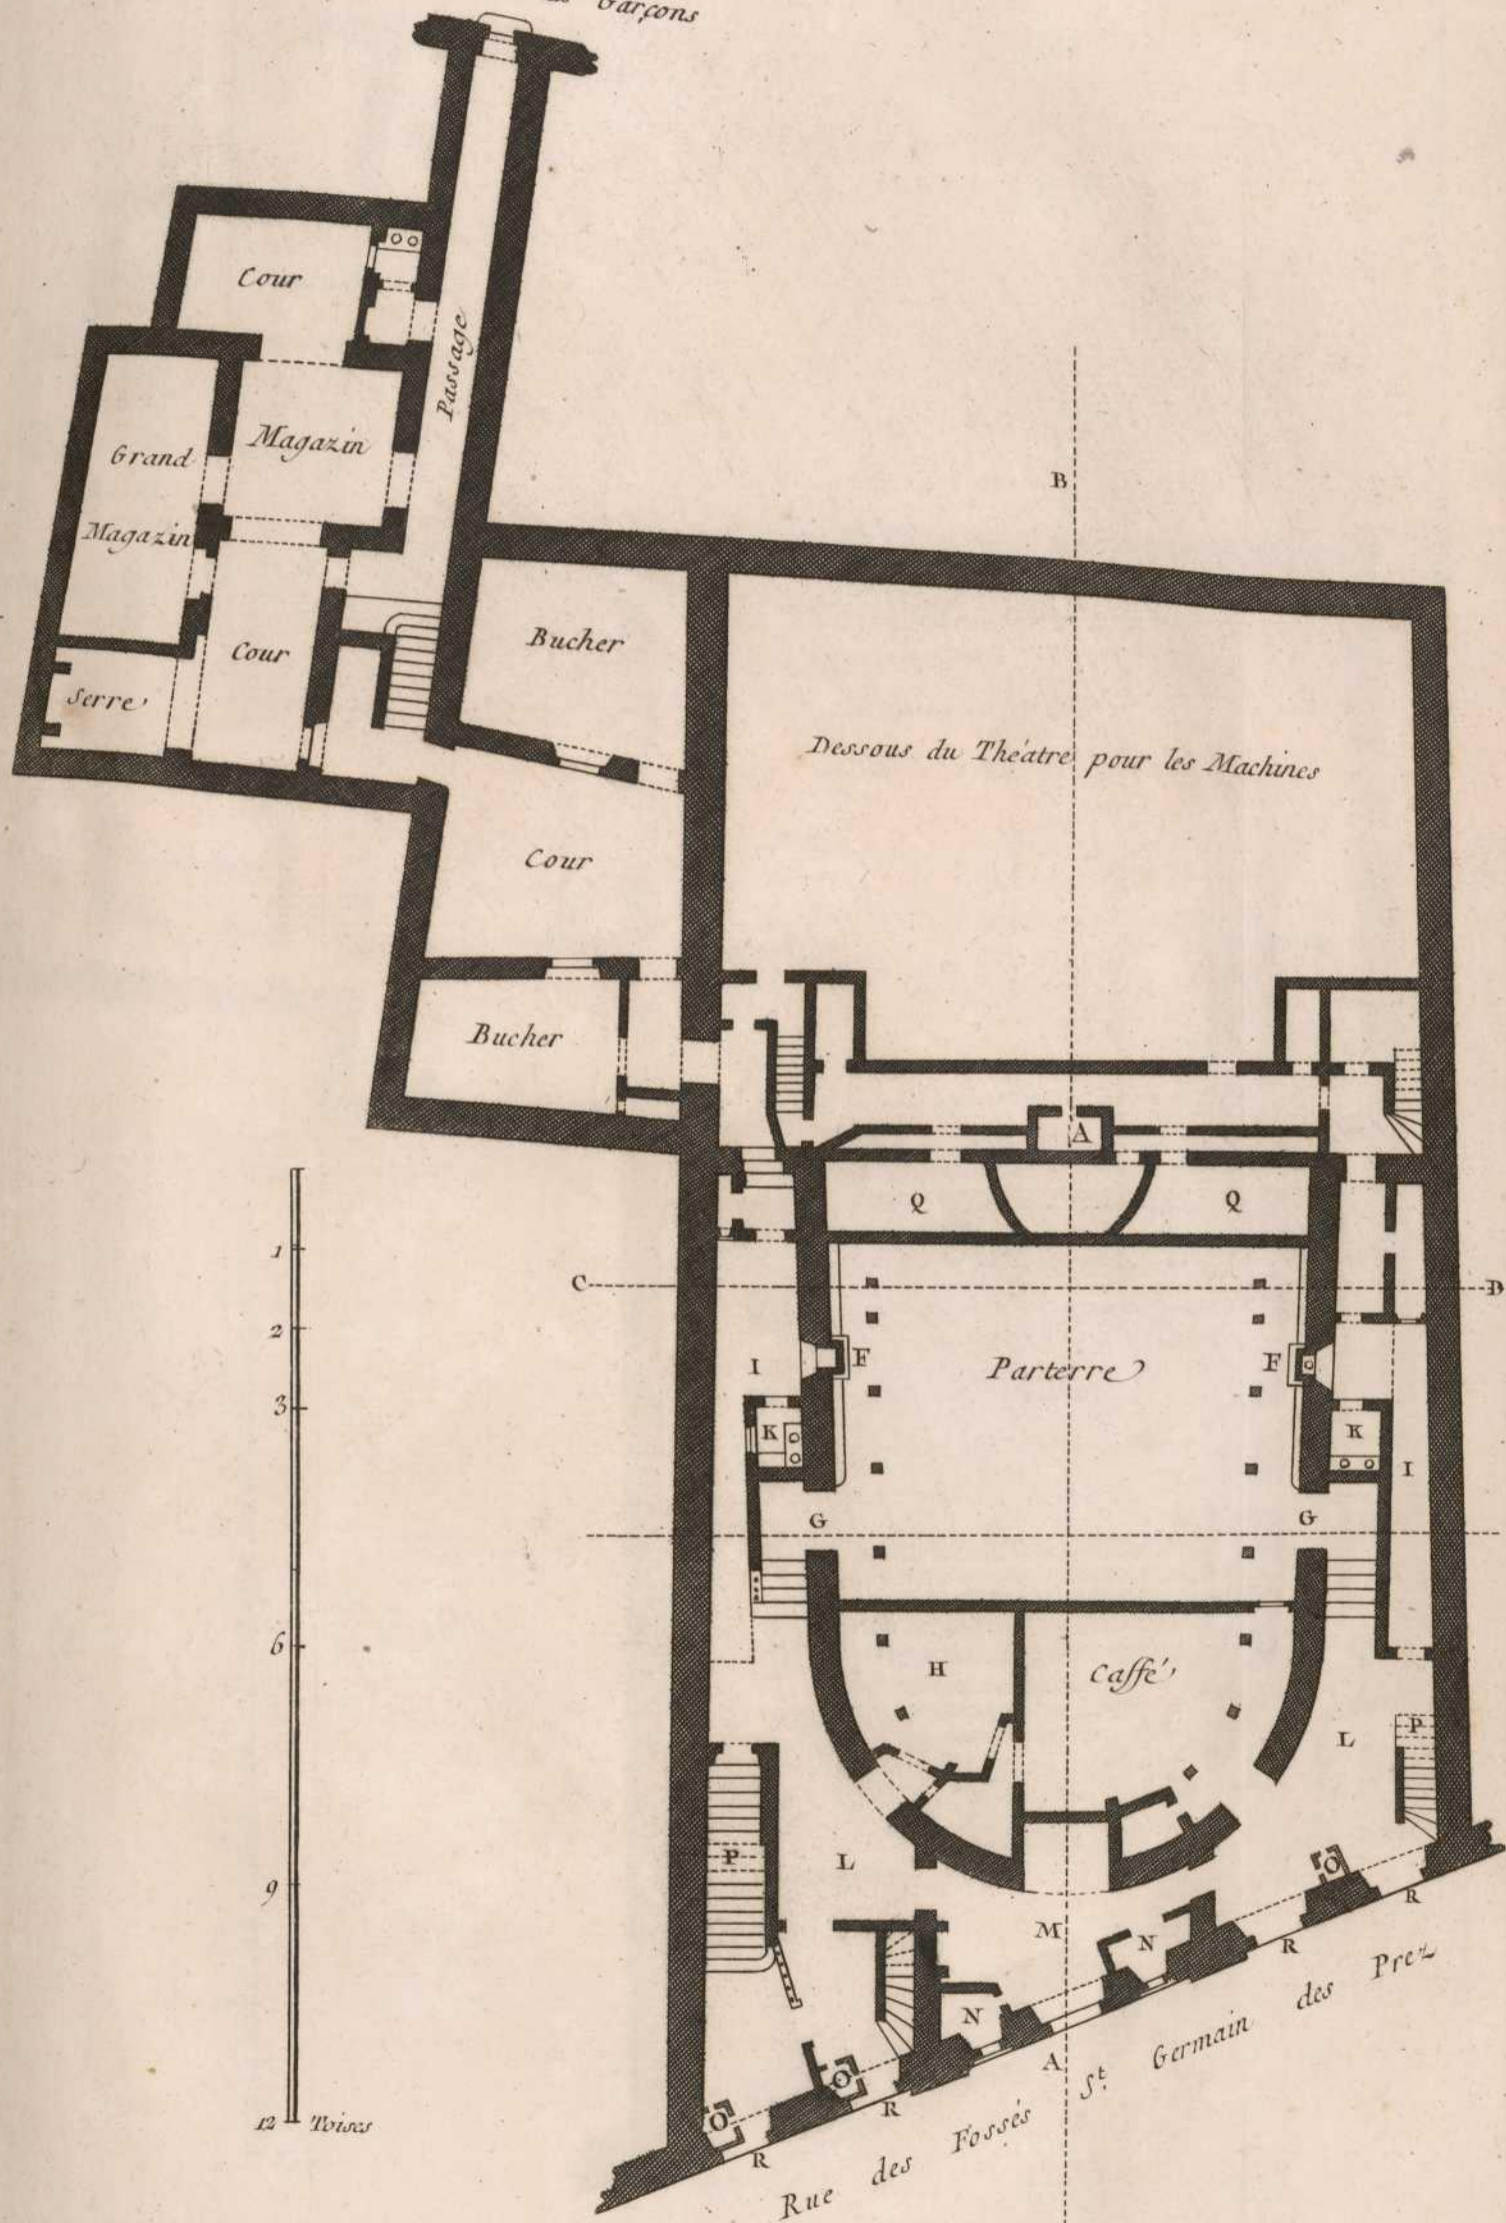 Garçons
Cour
Passage
Magazin
Grand
Magazin
B
Bucher
Cour
Serre
Dessous du Théatre pour les Machines
Cour
Bucher
A
Q
Q
1
C
D
2
I
F
Parterre
F
3
K
K
I
G
G
6
H
Caffé
L
P
P
L
O
9
R
M
N
R
N
A
O
R
O
R
12 Toises
Rue des Fossés St. Germain des Prez